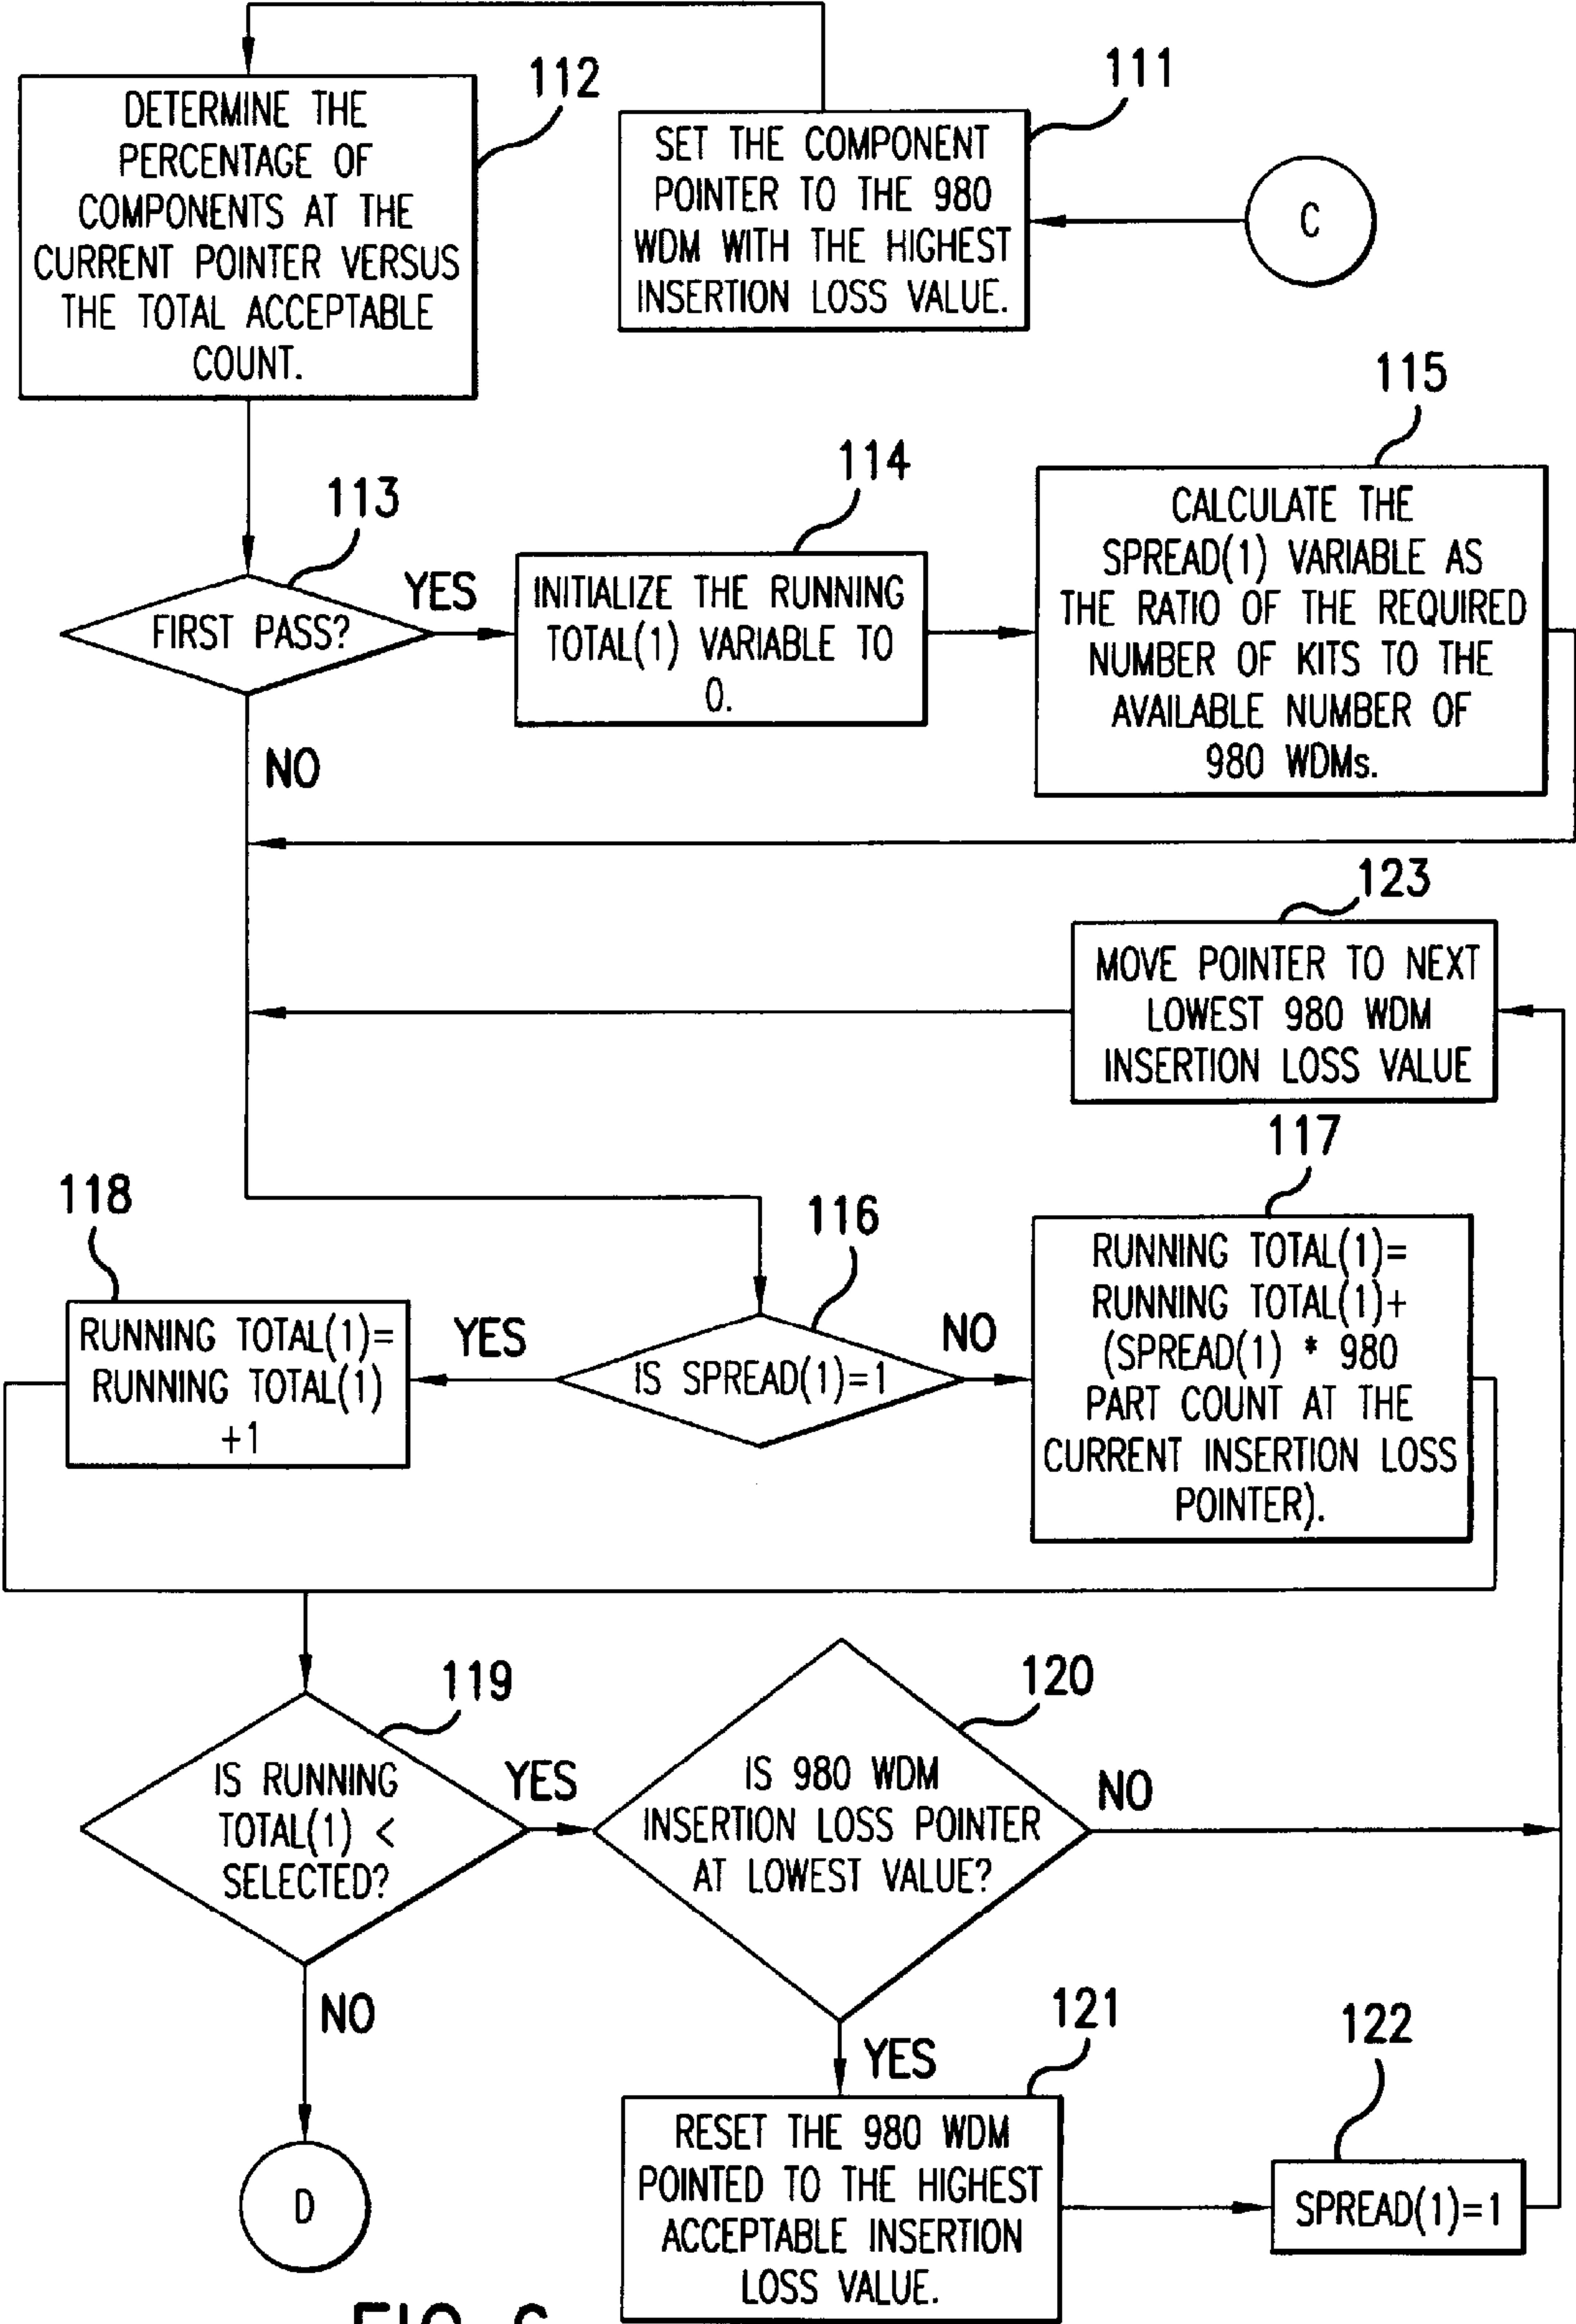 112
DETERMINE THE
PERCENTAGE OF
COMPONENTS AT THE
CURRENT POINTER VERSUS
THE TOTAL ACCEPTABLE
COUNT.
111
SET THE COMPONENT
POINTER TO THE 980
WDM WITH THE HIGHEST
INSERTION LOSS VALUE.
C
113
FIRST PASS?
YES
NO
114
INITIALIZE THE RUNNING
TOTAL(1) VARIABLE TO
0.
115
CALCULATE THE
SPREAD(1) VARIABLE AS
THE RATIO OF THE REQUIRED
NUMBER OF KITS TO THE
AVAILABLE NUMBER OF
980 WDMs.
123
MOVE POINTER TO NEXT
LOWEST 980 WDM
INSERTION LOSS VALUE
118
RUNNING TOTAL(1)=
RUNNING TOTAL(1)
+1
YES
116
IS SPREAD(1)=1
NO
117
RUNNING TOTAL(1)=
RUNNING TOTAL(1)+
(SPREAD(1) * 980
PART COUNT AT THE
CURRENT INSERTION LOSS
POINTER).
119
IS RUNNING
TOTAL(1) <
SELECTED?
YES
NO
120
IS 980 WDM
INSERTION LOSS POINTER
AT LOWEST VALUE?
NO
YES
D
121
RESET THE 980 WDM
POINTED TO THE HIGHEST
ACCEPTABLE INSERTION
LOSS VALUE.
122
SPREAD(1)=1